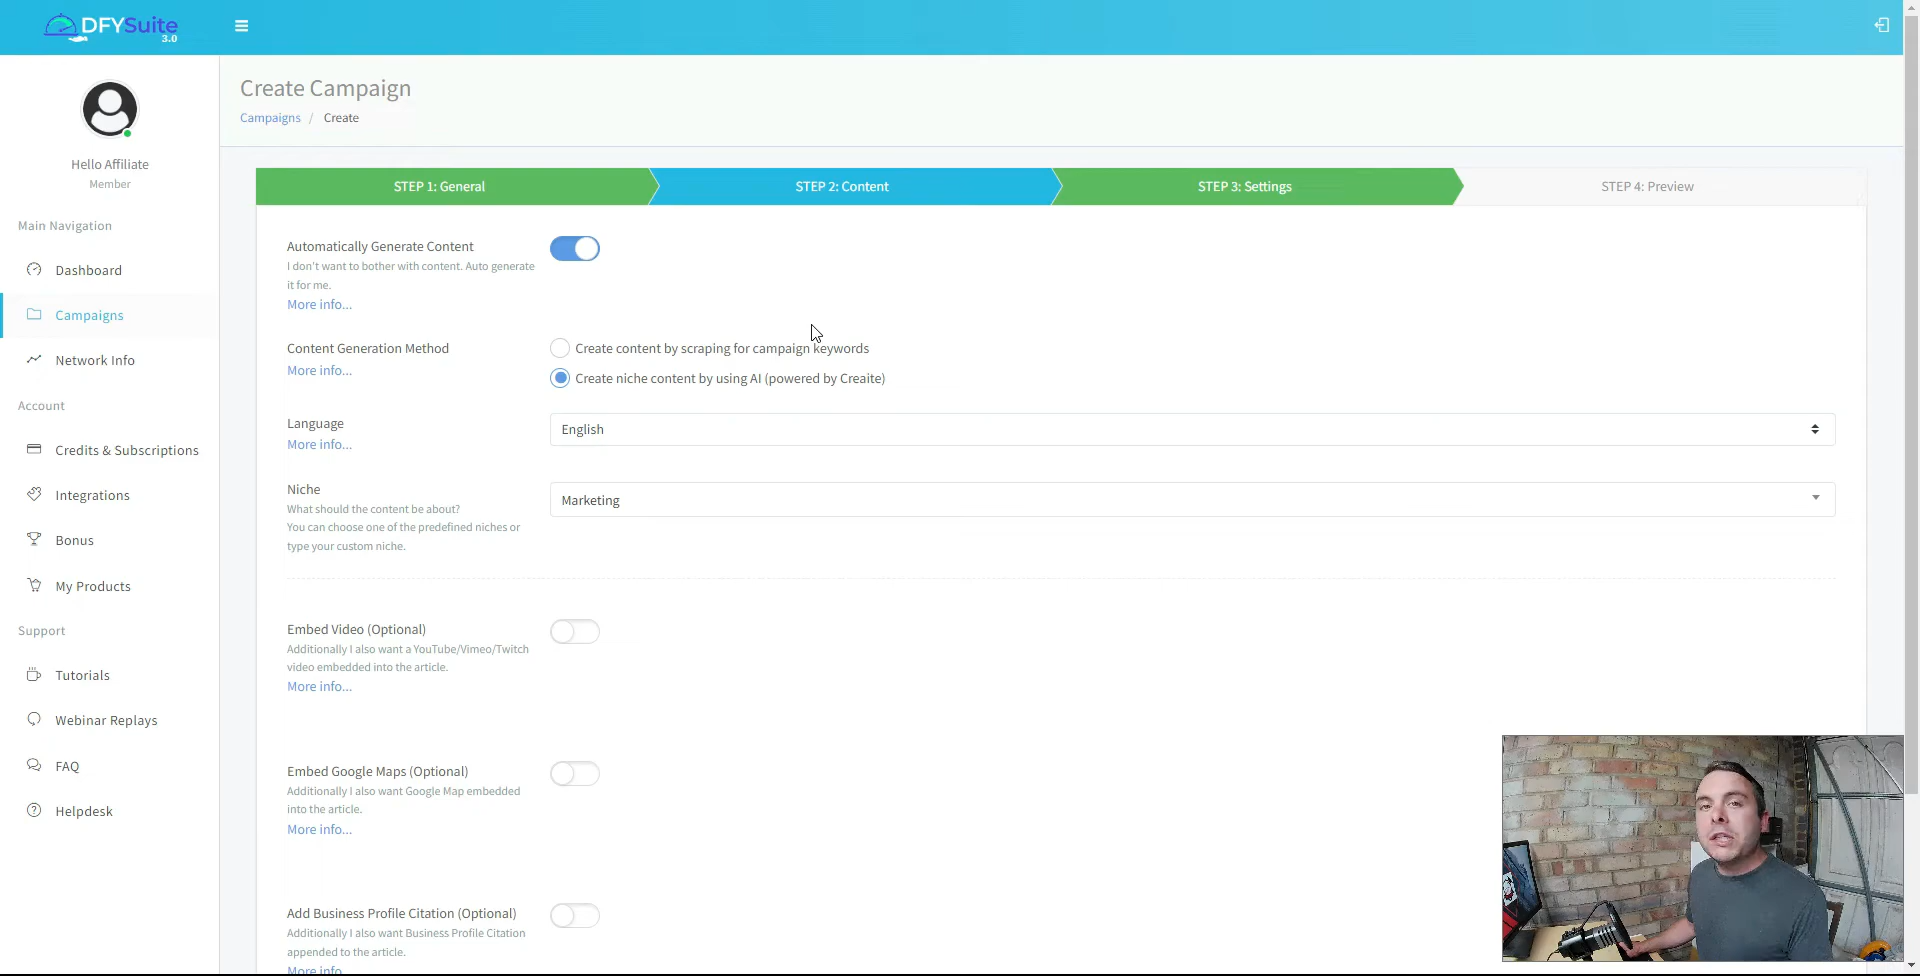 DFYSuite
3.0
Create Campaign
Campaigns / Create
Hello Affiliate
Member
Main Navigation
Dashboard
Campaigns
Network Info
Account
Credits & Subscriptions
Integrations
Bonus
My Products
Support
Tutorials
Webinar Replays
FAQ
Helpdesk
STEP 1: General
STEP 2: Content
STEP 3: Settings
STEP 4: Preview
Automatically Generate Content
I don't want to bother with content. Auto generate
it for me.
More info...
Content Generation Method
More info...
Create content by scraping for campaign keywords
Create niche content by using AI (powered by Creaite)
Language
More info...
English
Niche
What should the content be about?
You can choose one of the predefined niches or
type your custom niche.
Marketing
Embed Video (Optional)
Additionally I also want a YouTube/Vimeo/Twitch
video embedded into the article.
More info...
Embed Google Maps (Optional)
Additionally I also want Google Map embedded
into the article.
More info...
Add Business Profile Citation (Optional)
Additionally I also want Business Profile Citation
appended to the article.
More info